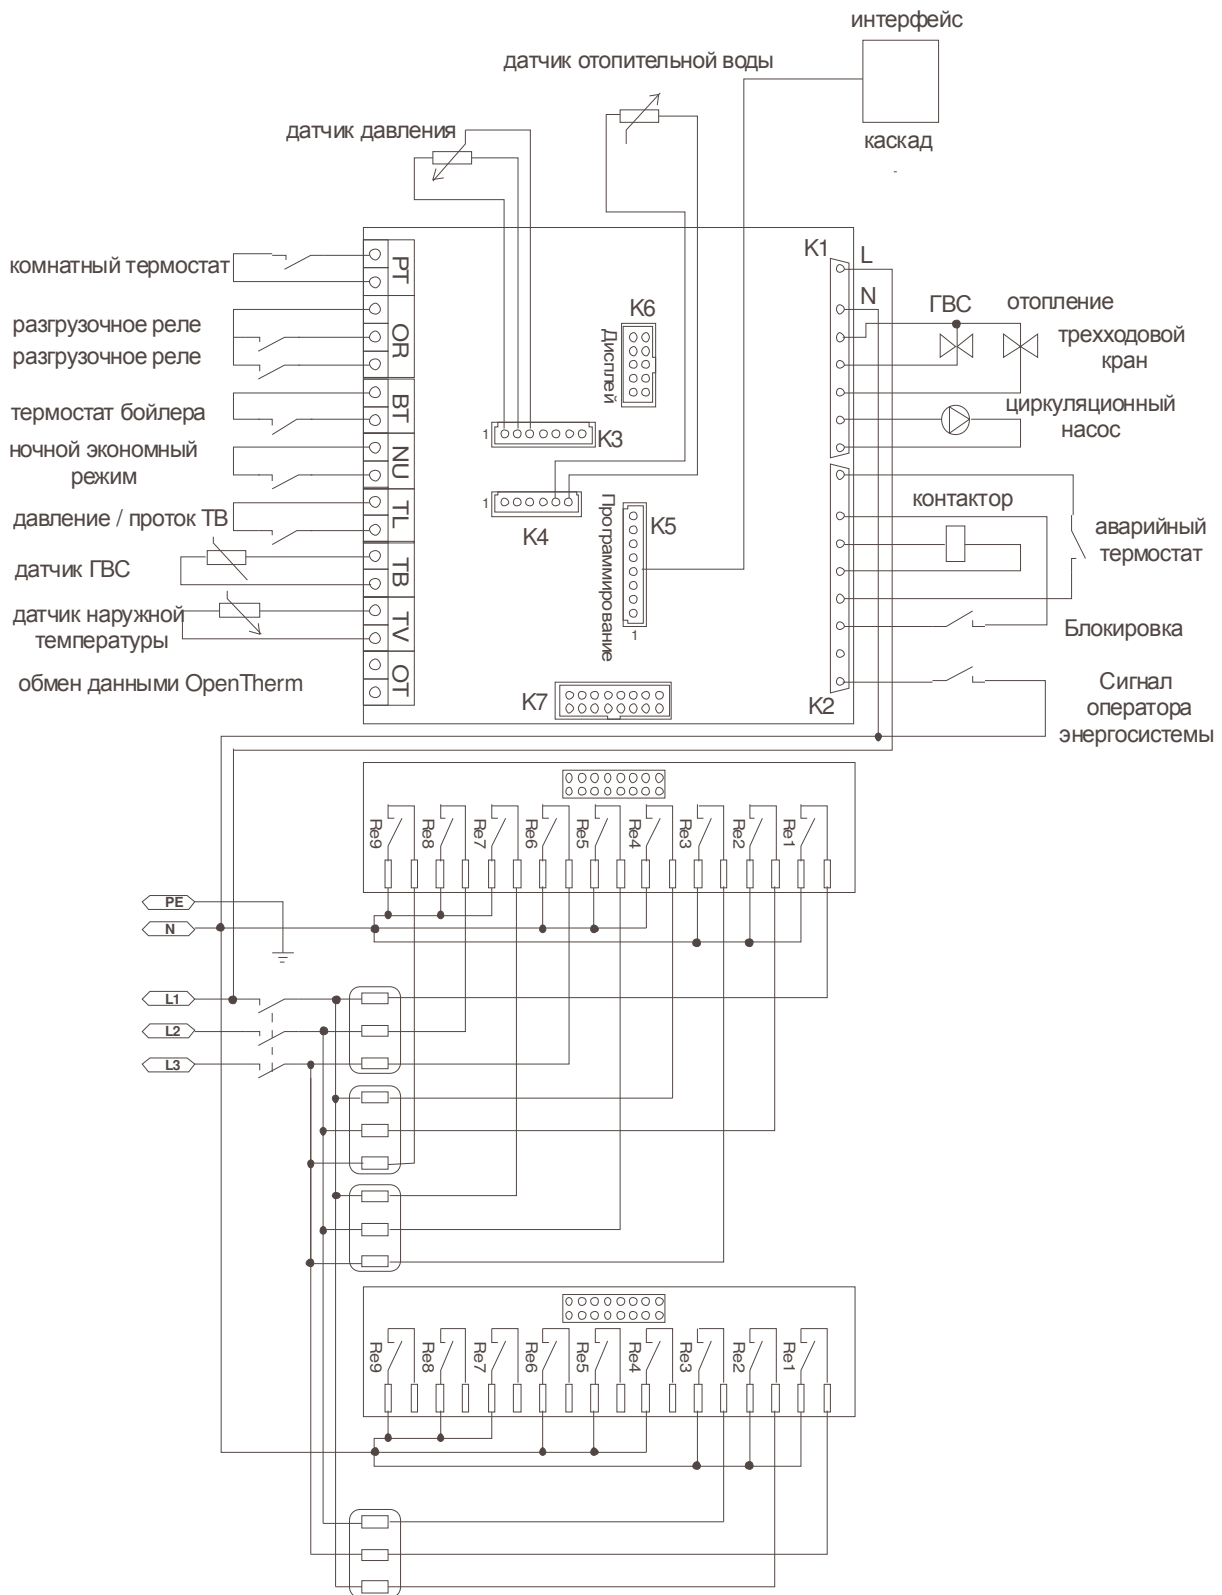 интерфейс
каскад
датчик отопительной воды
датчик давления
комнатный термостат
разгрузочное реле
разгрузочное реле
термостат бойлера
ночной экономный
режим
давление / проток ТВ
датчик ГВС
датчик наружной
температуры
обмен данными OpenTherm
PT
OR
BT
NU
TL
TB
TV
OT
K6
Дисплей
1
K3
1
K4
K5
Программирование
1
K7
K1
L
N
ГВС
отопление
трехходовой
кран
циркуляционный
насос
контактор
аварийный
термостат
Блокировка
K2
Сигнал
оператора
энергосистемы
Re9
Re8
Re7
Re6
Re5
Re4
Re3
Re2
Re1
PE
N
L1
L2
L3
Re9
Re8
Re7
Re6
Re5
Re4
Re3
Re2
Re1